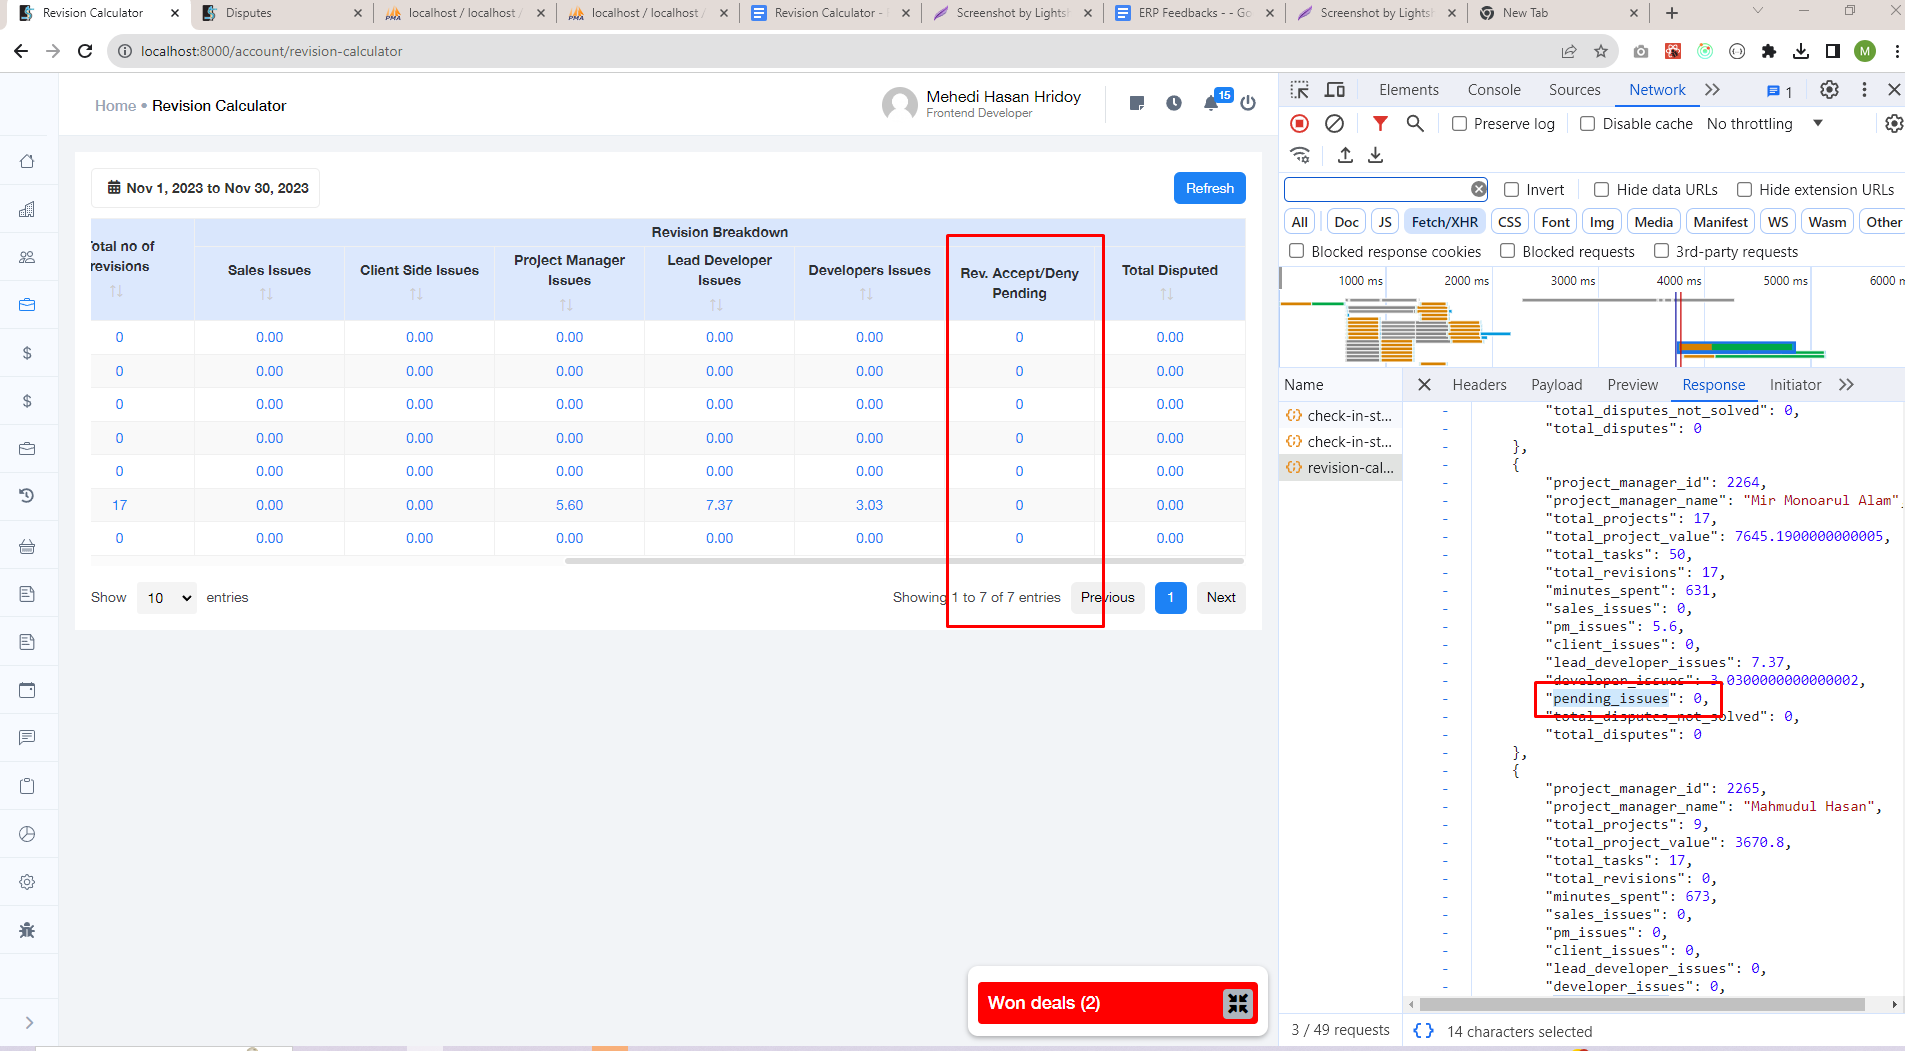 Revision Calculator
Disputes
localhost / localhost /
localhost / localhost /
Revision Calculator -
Screenshot by Lightsh
ERP Feedbacks - - Go
Screenshot by Lightsh
New Tab
localhost:8000/account/revision-calculator
M
Home • Revision Calculator
Mehedi Hasan Hridoy
Frontend Developer
15
Nov 1, 2023 to Nov 30, 2023
Refresh
Total no of revisions
Revision Breakdown
Sales Issues
Client Side Issues
Project Manager Issues
Lead Developer Issues
Developers Issues
Rev. Accept/Deny Pending
Total Disputed
0 0.00 0.00 0.00 0.00 0.00 0 0.00
0 0.00 0.00 0.00 0.00 0.00 0 0.00
0 0.00 0.00 0.00 0.00 0.00 0 0.00
0 0.00 0.00 0.00 0.00 0.00 0 0.00
0 0.00 0.00 0.00 0.00 0.00 0 0.00
17 0.00 0.00 5.60 7.37 3.03 0 0.00
0 0.00 0.00 0.00 0.00 0.00 0 0.00
Show 10 entries
Showing 1 to 7 of 7 entries
Previous 1 Next
Won deals (2)
Elements Console Sources Network 1
Preserve log Disable cache No throttling
Invert Hide data URLs Hide extension URLs
All Doc JS Fetch/XHR CSS Font Img Media Manifest WS Wasm Other
Blocked response cookies Blocked requests 3rd-party requests
1000 ms 2000 ms 3000 ms 4000 ms 5000 ms 6000 m
Name
Headers Payload Preview Response Initiator
check-in-st...
check-in-st...
revision-cal...
"total_disputes_not_solved": 0,
"total_disputes": 0
},
{
"project_manager_id": 2264,
"project_manager_name": "Mir Monoarul Alam",
"total_projects": 17,
"total_project_value": 7645.1900000000005,
"total_tasks": 50,
"total_revisions": 17,
"minutes_spent": 631,
"sales_issues": 0,
"pm_issues": 5.6,
"client_issues": 0,
"lead_developer_issues": 7.37,
"developer_issues": 3.0300000000000002,
"pending_issues": 0,
"total_disputes_not_solved": 0,
"total_disputes": 0
},
{
"project_manager_id": 2265,
"project_manager_name": "Mahmudul Hasan",
"total_projects": 9,
"total_project_value": 3670.8,
"total_tasks": 17,
"total_revisions": 0,
"minutes_spent": 673,
"sales_issues": 0,
"pm_issues": 0,
"client_issues": 0,
"lead_developer_issues": 0,
"developer_issues": 0,
3 / 49 requests
{} 14 characters selected